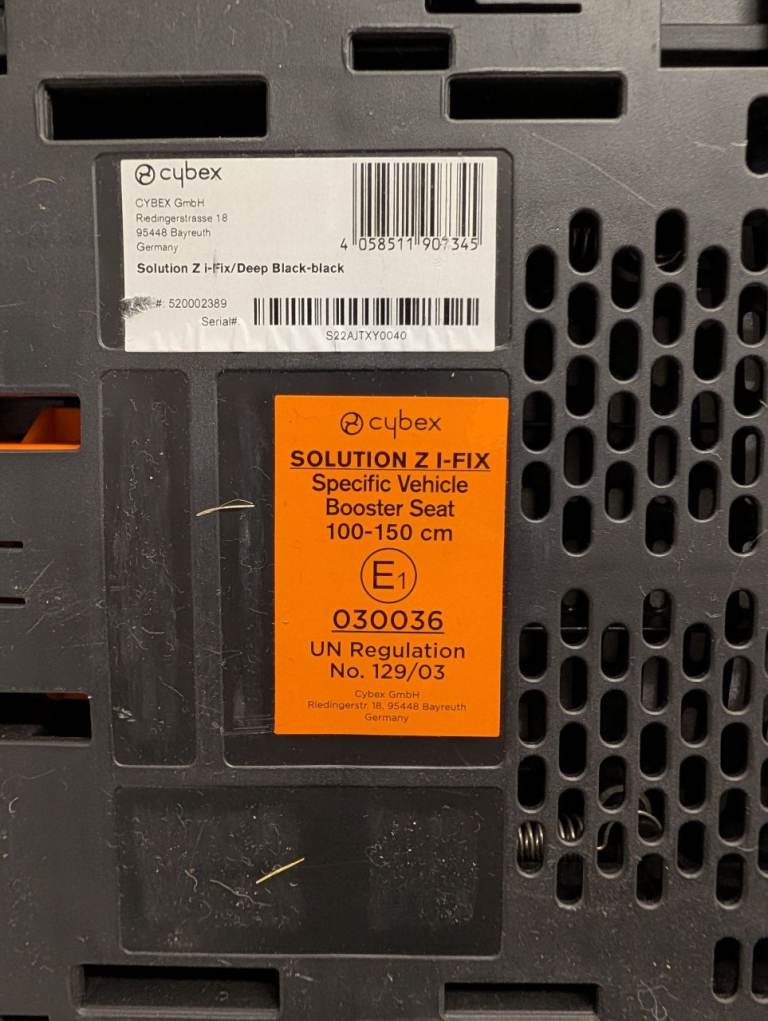 cybex
CYBEX GmbH
Riedingerstrasse 18
95448 Bayreuth
Germany
4 058511 907345
Solution Z i-Fix/Deep Black-black
#: 520002389
Serial#:
S22AJTXY0040
cybex
SOLUTION Z I-FIX
Specific Vehicle
Booster Seat
100-150 cm
E1
030036
UN Regulation
No. 129/03
Cybex GmbH
Riedingerstr. 18, 95448 Bayreuth
Germany